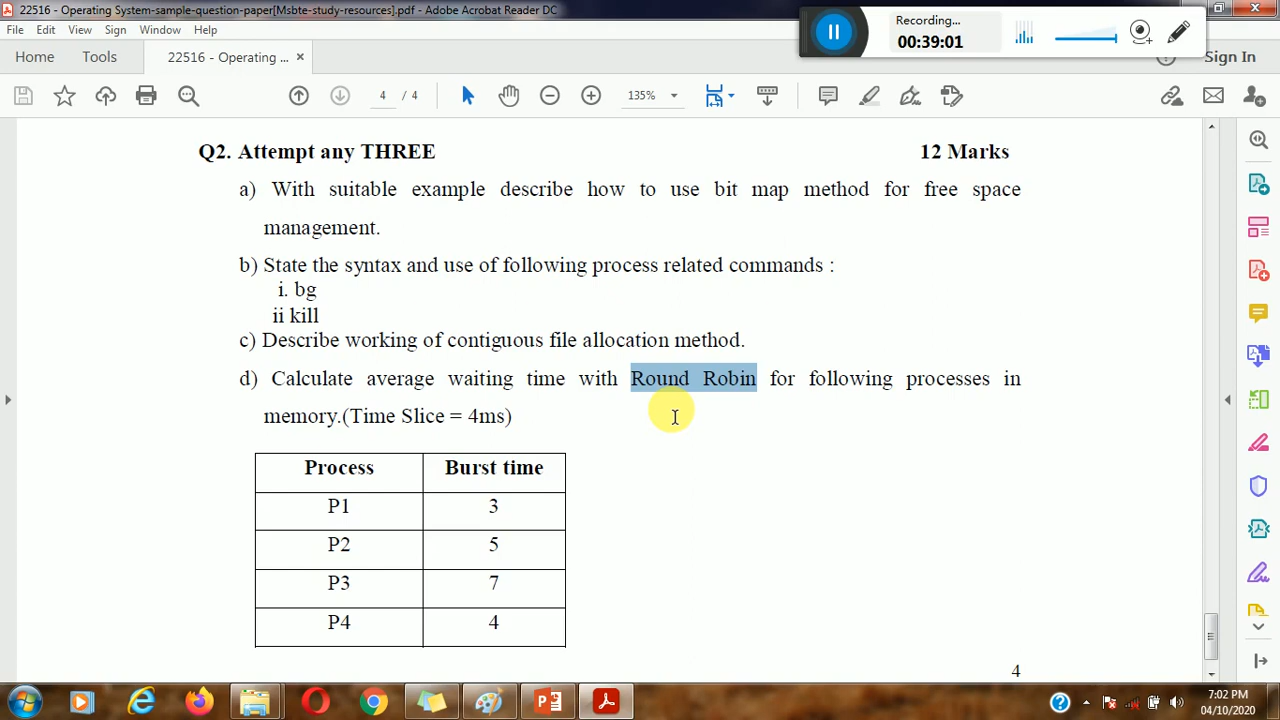 22516 - Operating System-sample-question-paper[Msbte-study-resources].pdf - Adobe Acrobat Reader DC
File Edit View Sign Window Help
Recording...
00:39:01
Home Tools 22516 - Operating ... × Sign In
4 / 4 135%
Q2. Attempt any THREE 12 Marks
a) With suitable example describe how to use bit map method for free space
management.
b) State the syntax and use of following process related commands :
i. bg
ii kill
c) Describe working of contiguous file allocation method.
d) Calculate average waiting time with Round Robin for following processes in
memory.(Time Slice = 4ms)
Process Burst time
P1 3
P2 5
P3 7
P4 4
4
7:02 PM
04/10/2020